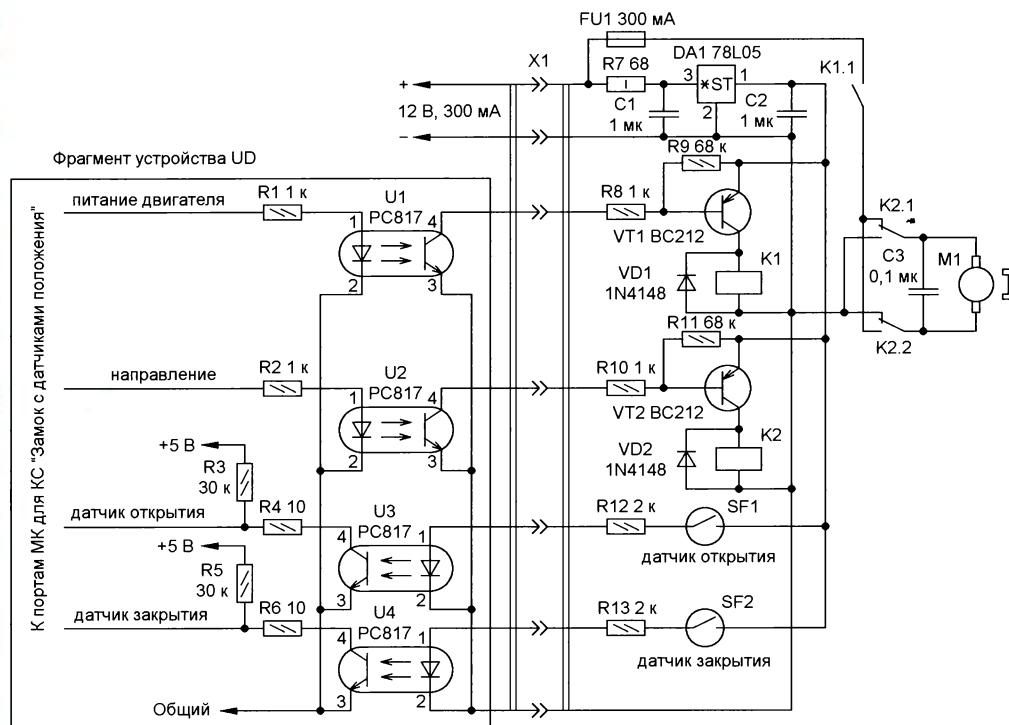 FU1 300 мА
DA1 78L05
X1
R7 68
3
*ST
1
2
K1.1
+
12 В, 300 мА
–
C1
1 мк
C2
1 мк
Фрагмент устройства UD
R9 68 к
питание двигателя
R1 1 к
U1
PC817
1
4
2
3
R8 1 к
VT1 BC212
K2.1
VD1
1N4148
K1
C3
0,1 мк
M1
R11 68 к
K2.2
направление
R2 1 к
U2
PC817
1
4
2
3
R10 1 к
VT2 BC212
VD2
1N4148
K2
+5 В
R3
30 к
датчик открытия
R4 10
U3
PC817
4
1
3
2
R12 2 к
SF1
датчик открытия
+5 В
R5
30 к
датчик закрытия
R6 10
U4
PC817
4
1
3
2
R13 2 к
SF2
датчик закрытия
Общий
К портам МК для КС "Замок с датчиками положения"